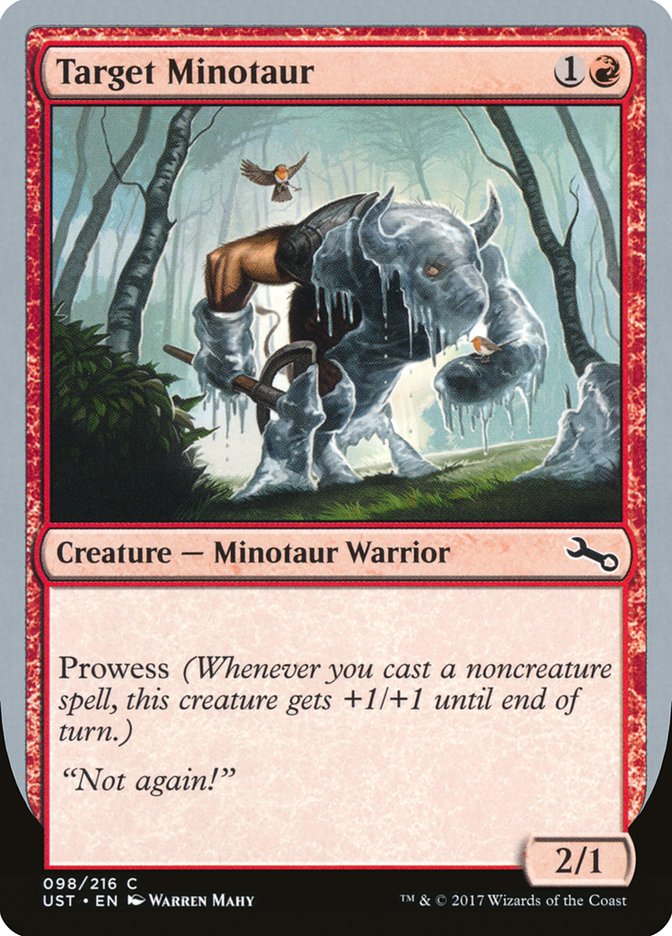 Target Minotaur 1
Creature — Minotaur Warrior
Prowess (Whenever you cast a noncreature
spell, this creature gets +1/+1 until end of
turn.)
“Not again!”
2/1
098/216 C
UST • EN Warren Mahy
™ & © 2017 Wizards of the Coast